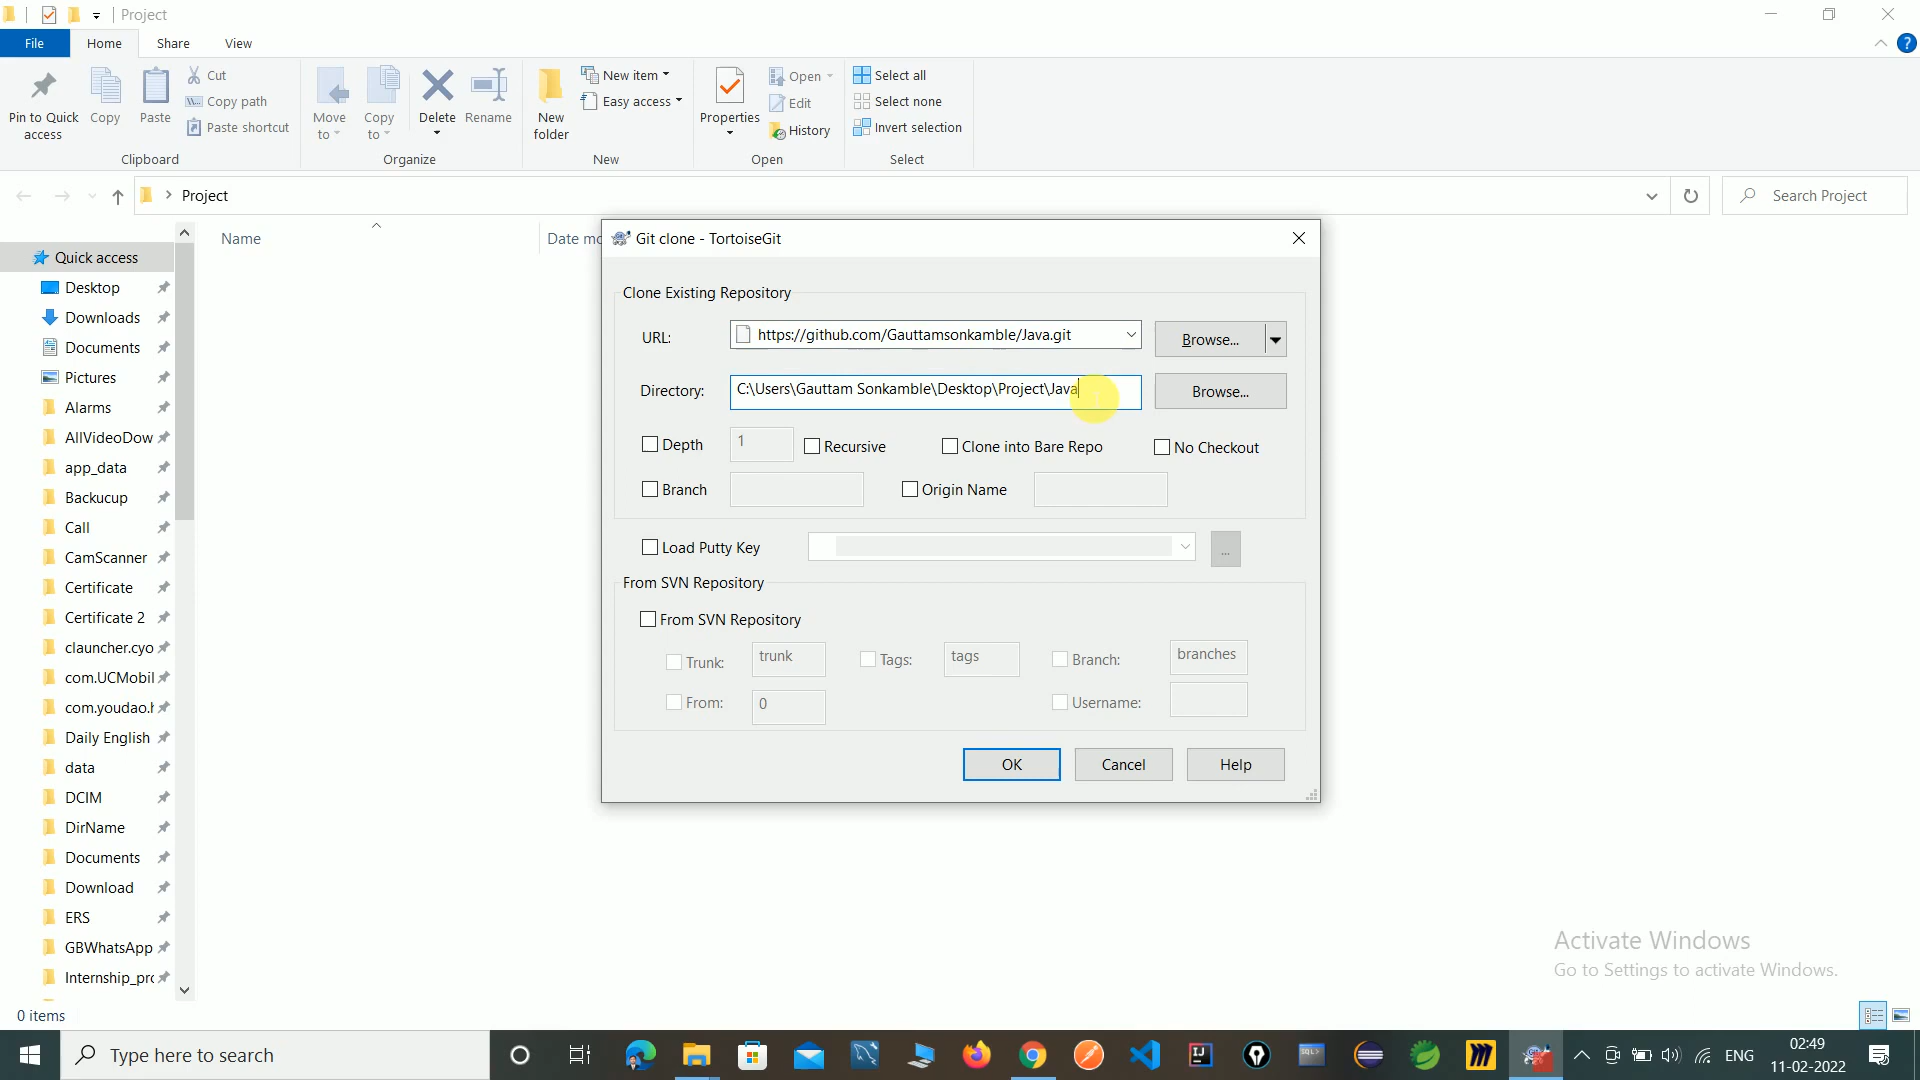 Project
File Home Share View
Pin to Quick access
Copy
Paste
Cut
Copy path
Paste shortcut
Clipboard
Move to
Copy to
Delete
Rename
Organize
New folder
New item
Easy access
New
Properties
Open
Edit
History
Open
Select all
Select none
Invert selection
Select
Project
Search Project
Name
Date mo
Quick access
Desktop
Downloads
Documents
Pictures
Alarms
AllVideoDow
app_data
Backucup
Call
CamScanner
Certificate
Certificate 2
clauncher.cyo
com.UCMobil
com.youdao.h
Daily English
data
DCIM
DirName
Documents
Download
ERS
GBWhatsApp
Internship_prc
0 items
Git clone - TortoiseGit
Clone Existing Repository
URL: https://github.com/Gauttamsonkamble/Java.git Browse...
Directory: C:\Users\Gauttam Sonkamble\Desktop\Project\Java Browse...
Depth 1 Recursive Clone into Bare Repo No Checkout
Branch Origin Name
Load Putty Key ...
From SVN Repository
From SVN Repository
Trunk: trunk Tags: tags Branch: branches
From: 0 Username:
OK Cancel Help
Activate Windows
Go to Settings to activate Windows.
Type here to search
SQL>
ENG
02:49
11-02-2022